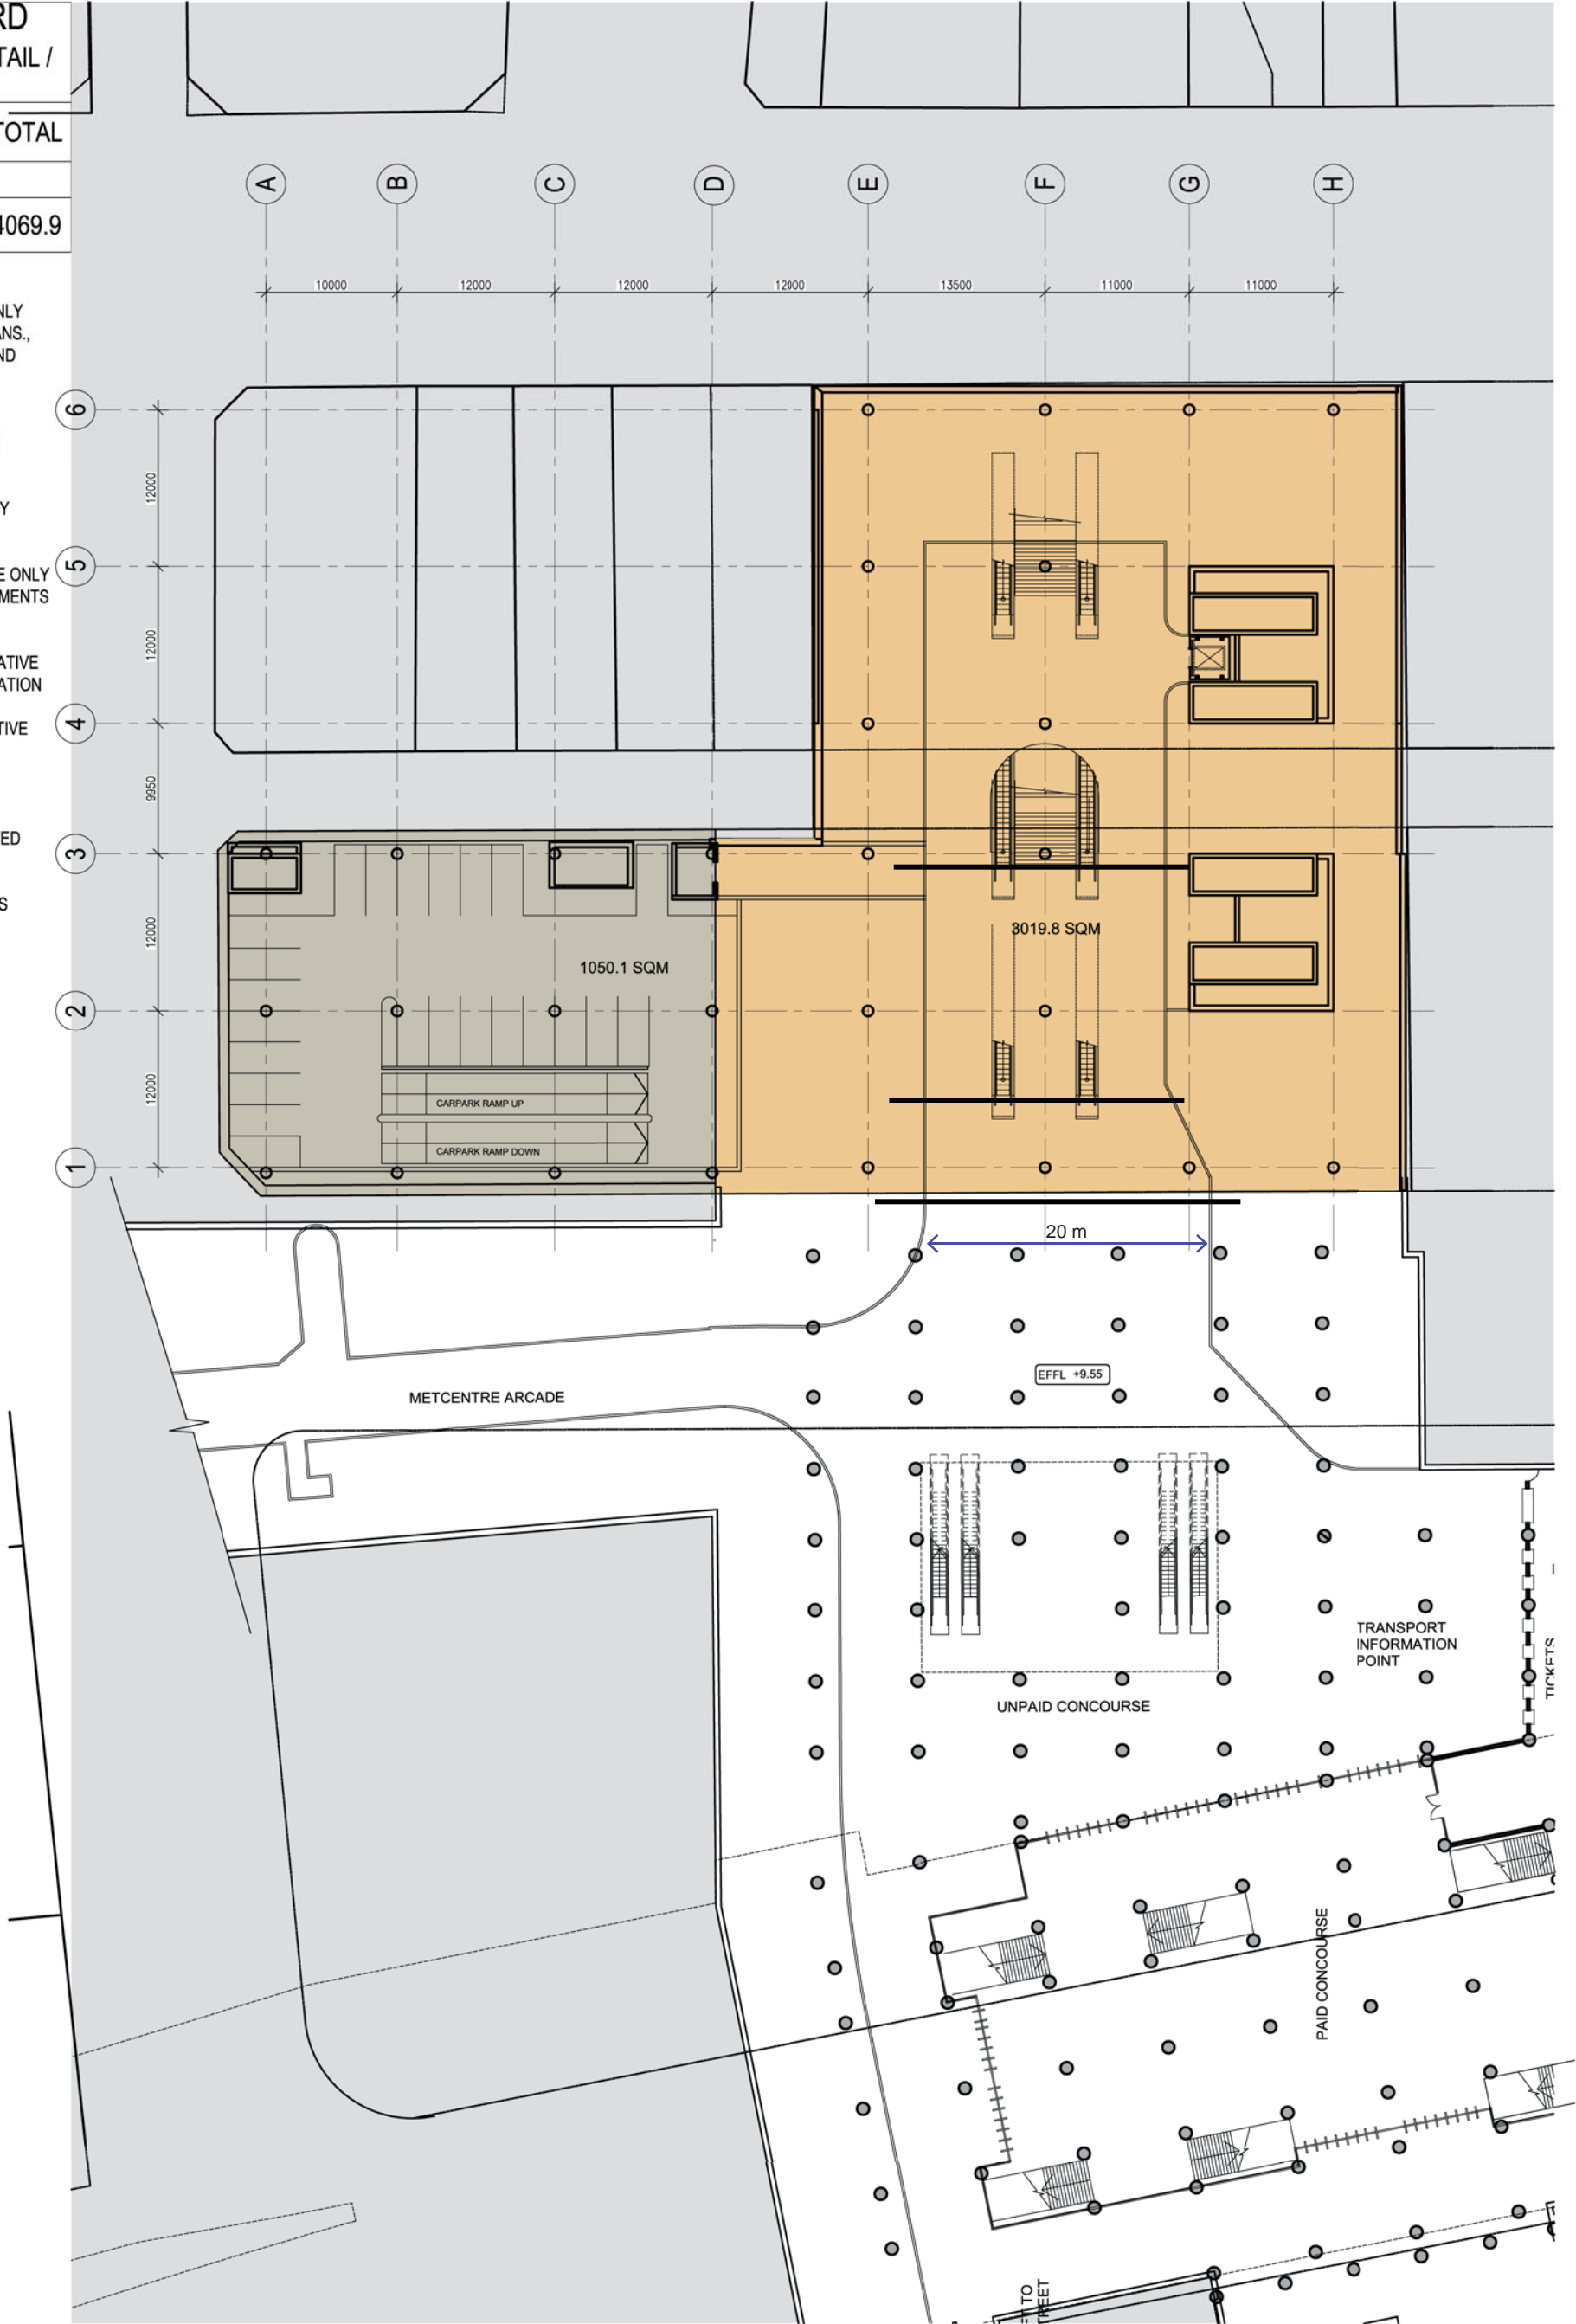 RD
TAIL /
TOTAL
4069.9
NLY
ANS.,
ND
Y
E ONLY
MENTS
ATIVE
ATION
TIVE
ED
S
A
B
C
D
E
F
G
H
10000
12000
12000
12000
13500
11000
11000
6
12000
5
12000
4
9950
3
12000
2
12000
1
3019.8 SQM
1050.1 SQM
CARPARK RAMP UP
CARPARK RAMP DOWN
20 m
EFFL +9.55
METCENTRE ARCADE
TRANSPORT
INFORMATION
POINT
TICKETS
UNPAID CONCOURSE
PAID CONCOURSE
TO
REET